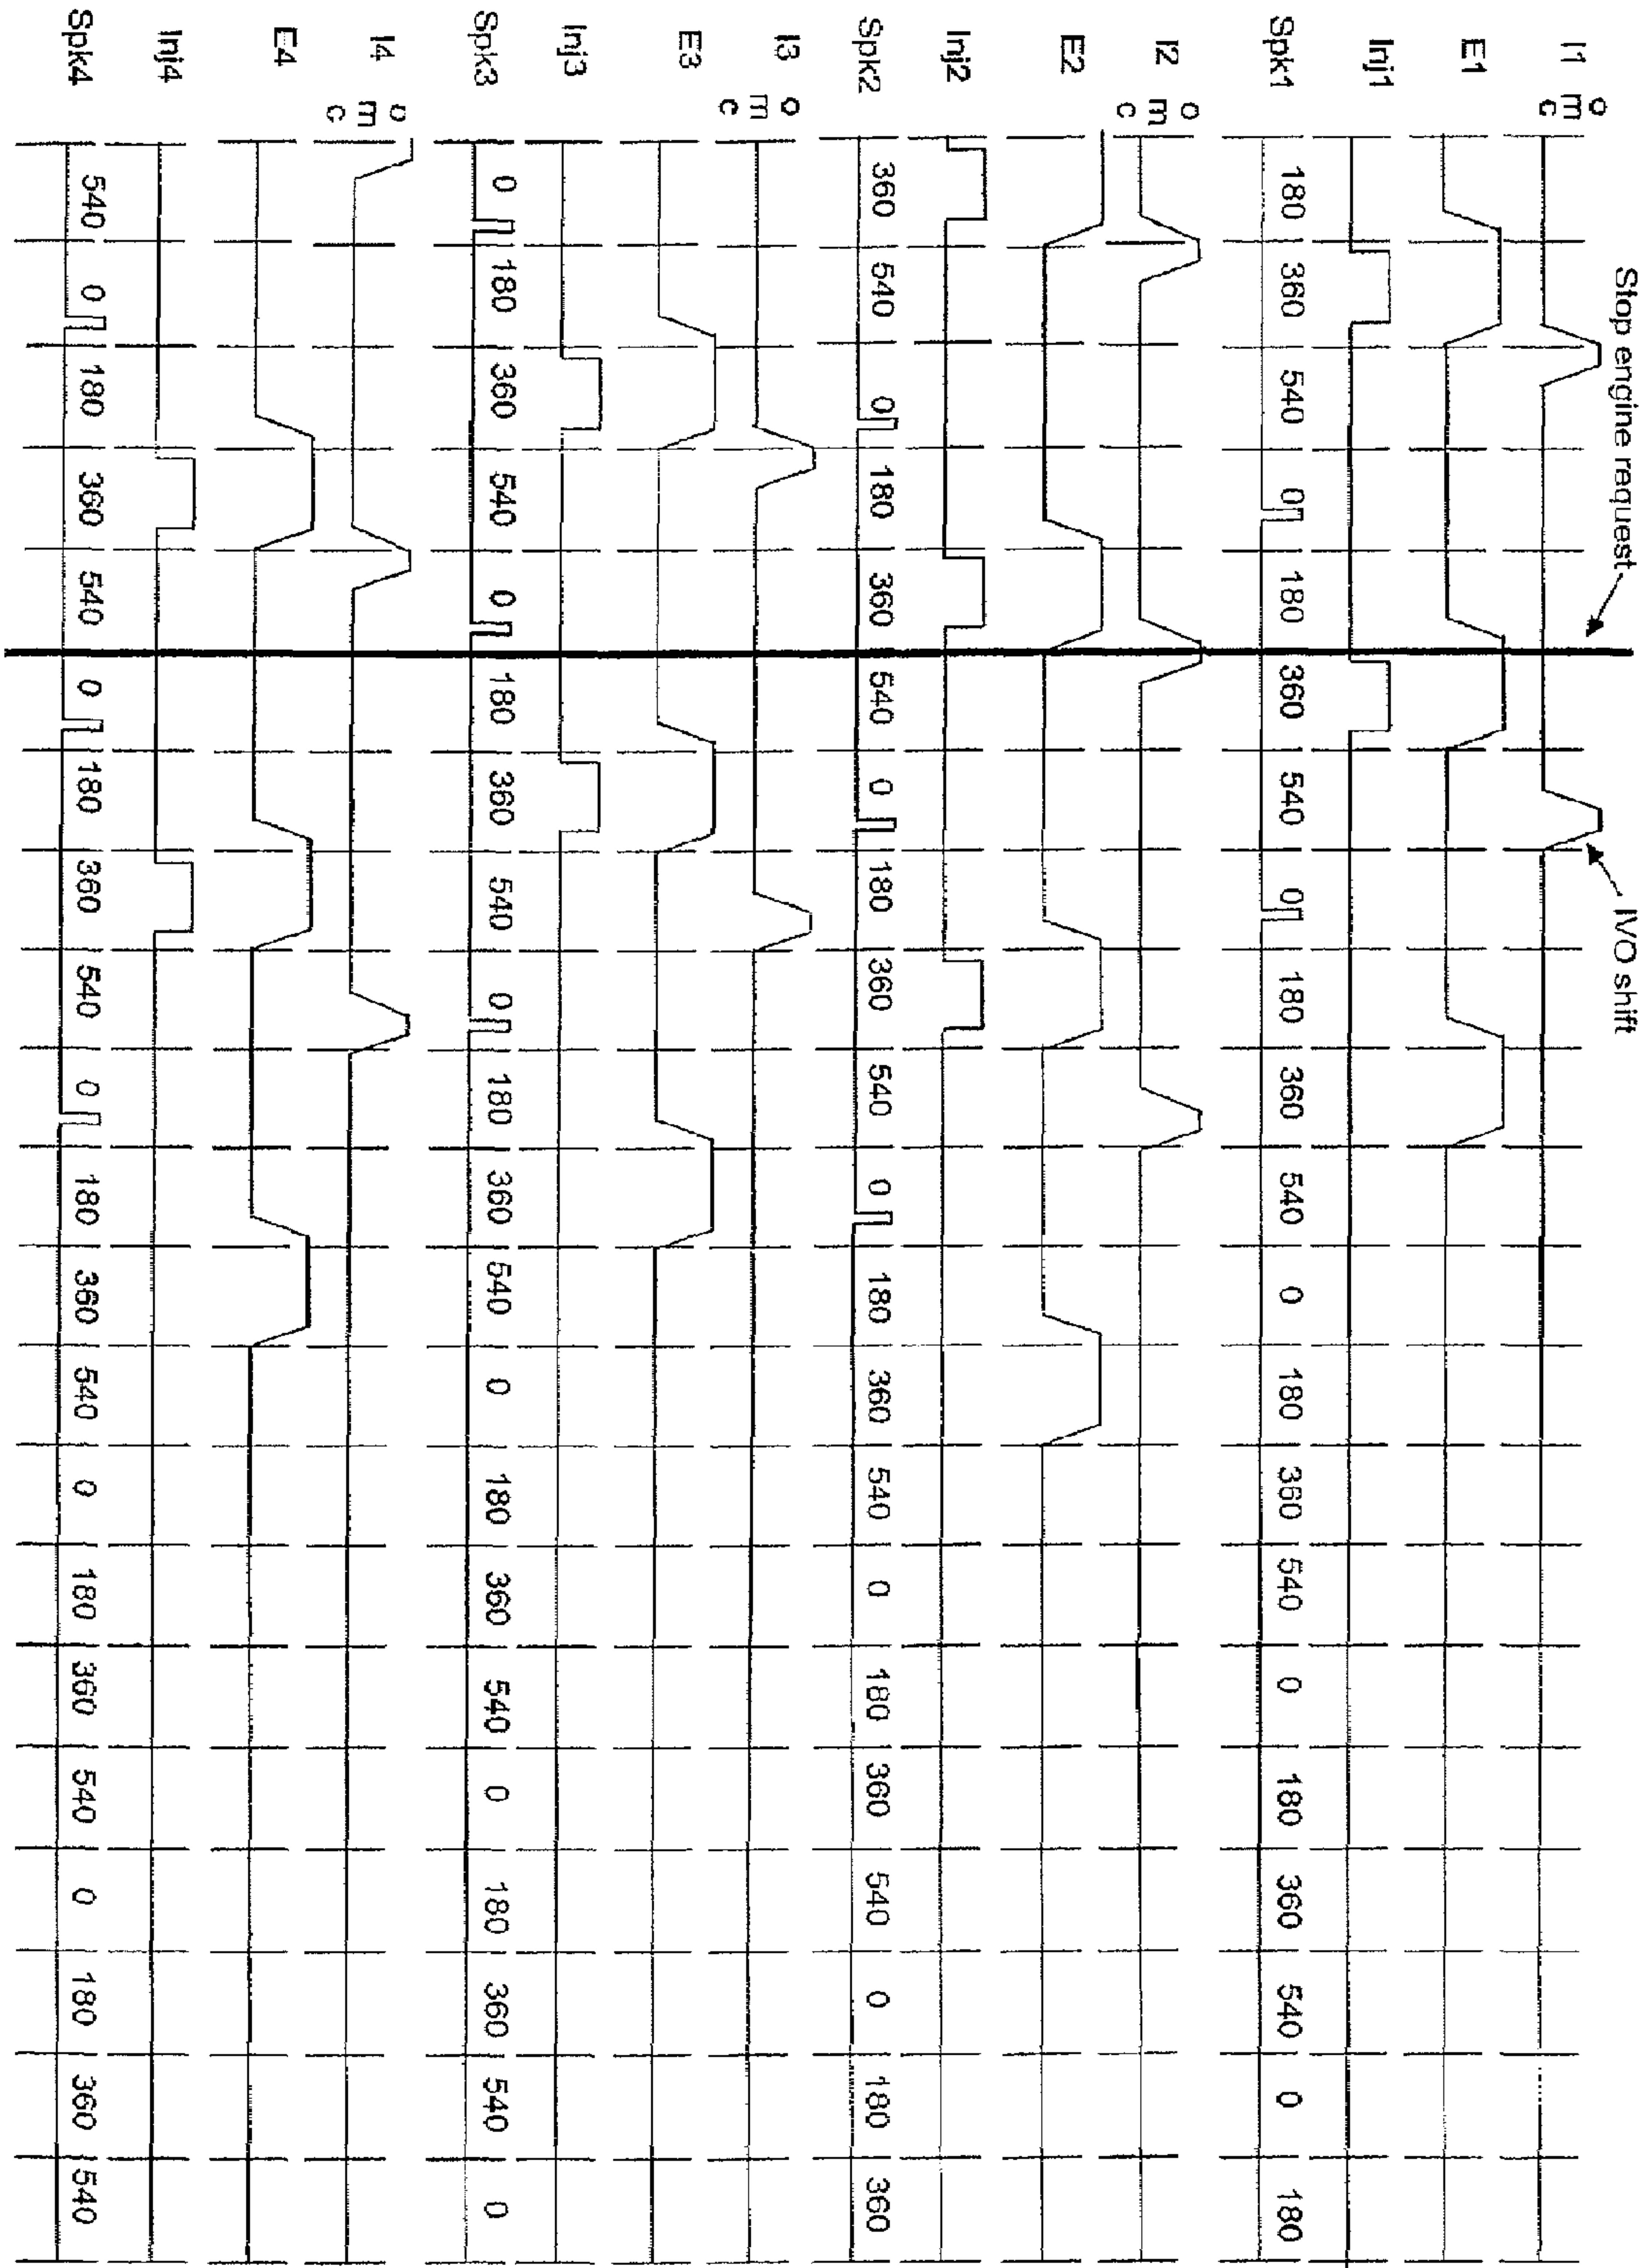 Stop engine request
IVO shift
I1
o
m
c
E1
Inj1
Spk1 180 360 540 0 180 360 540 0 180 360 540 0 180 360 540 0 180 360 540 0 180
I2
o
m
c
E2
Inj2
Spk2 360 540 0 180 360 540 0 180 360 540 0 180 360 540 0 180 360 540 0 180 360
I3
o
m
c
E3
Inj3
Spk3 0 180 360 540 0 180 360 540 0 180 360 540 0 180 360 540 0 180 360 540 0
I4
o
m
c
E4
Inj4
Spk4 540 0 180 360 540 0 180 360 540 0 180 360 540 0 180 360 540 0 180 360 540